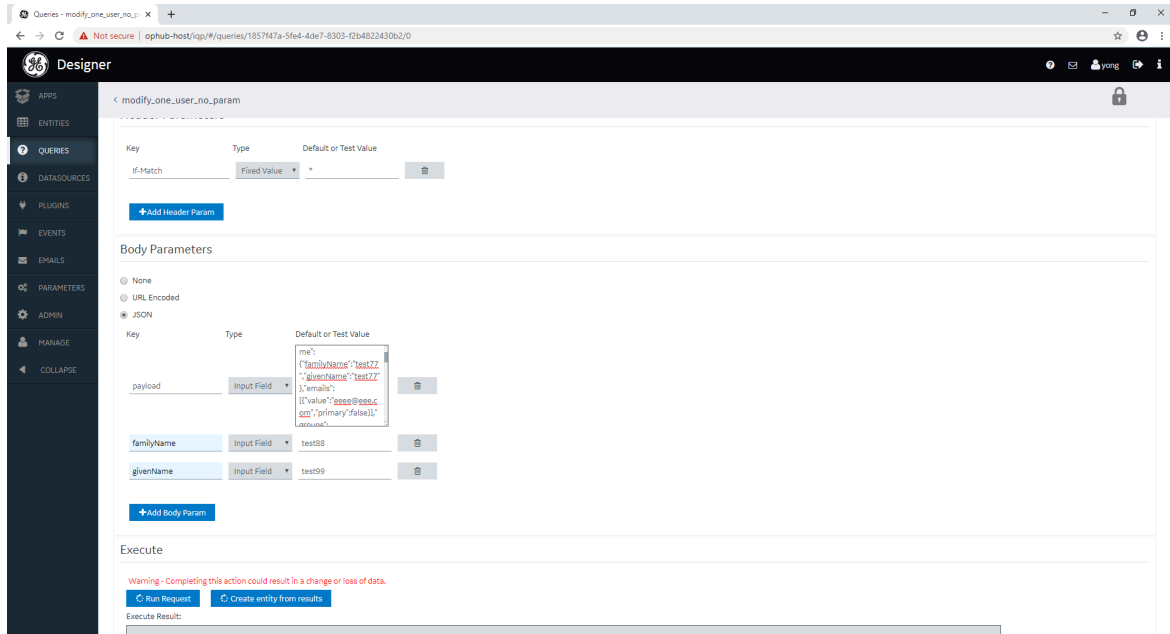 Queries - modify_one_user_no_p
Not secure | ophub-host/iqp/#/queries/1857f47a-5fe4-4de7-8303-f2b4822430b2/0
Designer
yong
APPS
ENTITIES
QUERIES
DATASOURCES
PLUGINS
EVENTS
EMAILS
PARAMETERS
ADMIN
MANAGE
COLLAPSE
< modify_one_user_no_param
Header Parameters
Key Type Default or Test Value
If-Match Fixed Value *
+Add Header Param
Body Parameters
None
URL Encoded
JSON
Key Type Default or Test Value
me":
{"familyName":"test77
","givenName":"test77"
},"emails":
[{"value":"eeee@eee.c
om","primary":false}],"
groups":
payload Input Field
familyName Input Field test88
givenName Input Field test99
+Add Body Param
Execute
Warning - Completing this action could result in a change or loss of data.
Run Request Create entity from results
Execute Result: